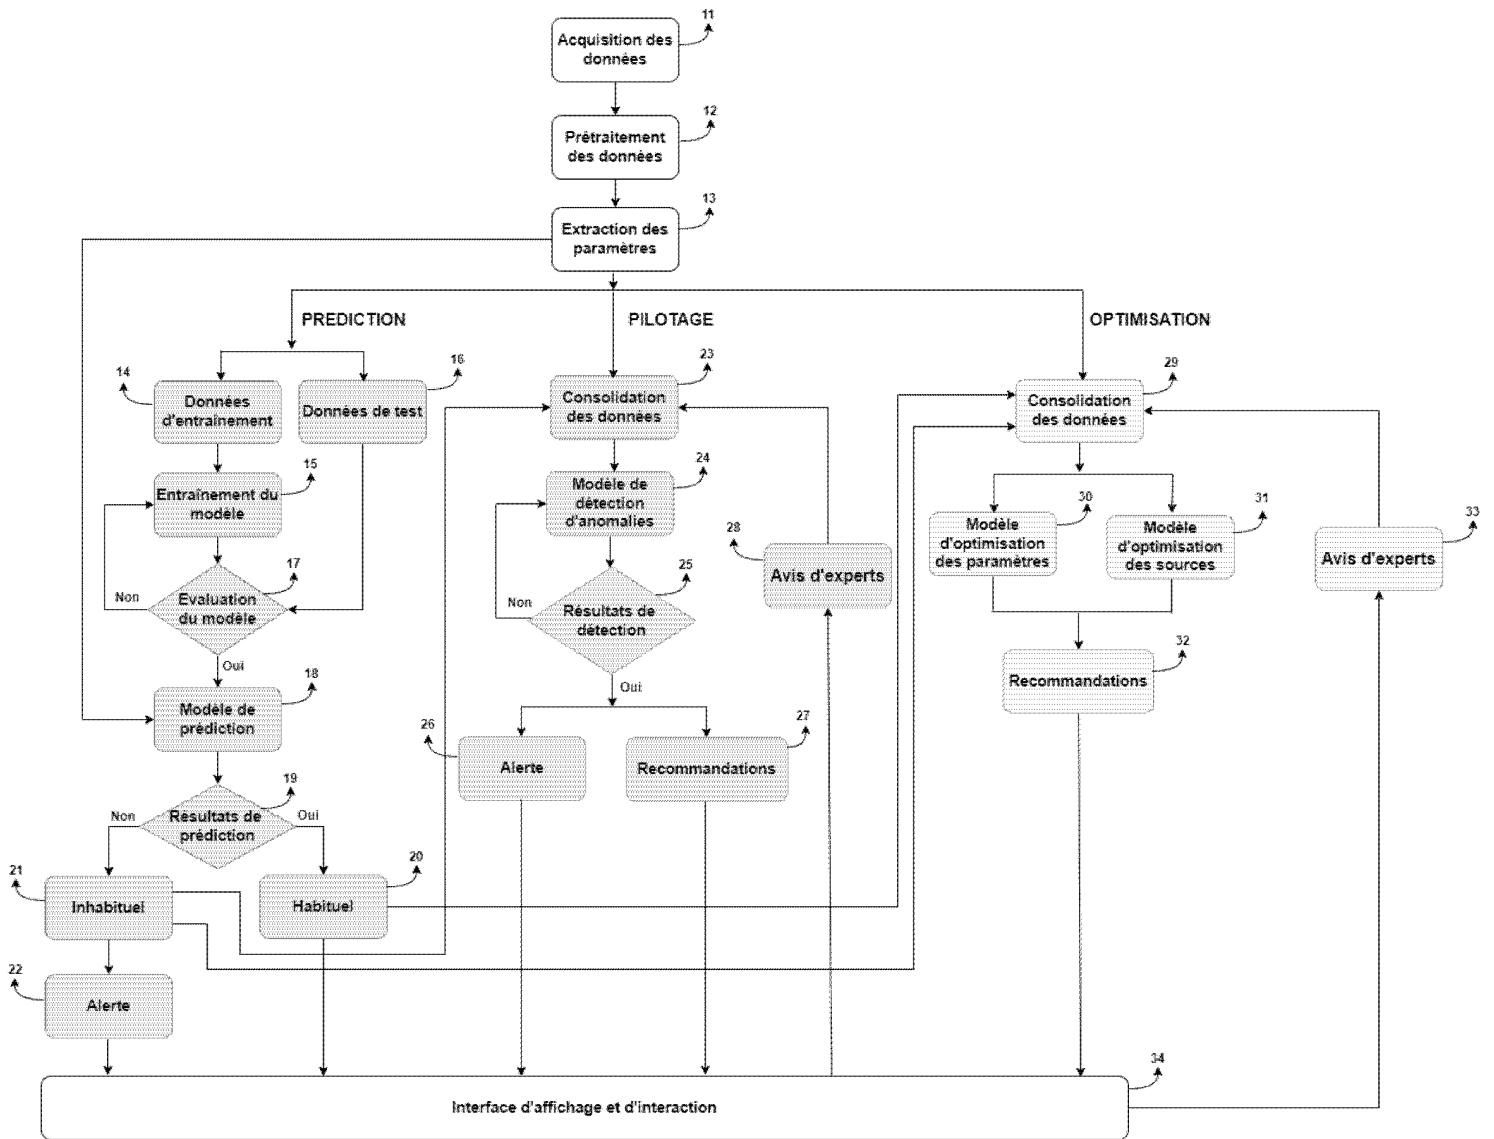 11
Acquisition des
données
12
Prétraitement
des données
13
Extraction des
paramètres
PREDICTION
PILOTAGE
OPTIMISATION
14
Données
d'entraînement
16
Données de test
15
Entraînement du
modèle
17
Evaluation
du modèle
Non
Oui
18
Modèle de
prédiction
19
Résultats de
prédiction
Non
Oui
21
Inhabituel
20
Habituel
22
Alerte
23
Consolidation
des données
24
Modèle de
détection
d'anomalies
25
Résultats de
détection
Non
Oui
28
Avis d'experts
26
Alerte
27
Recommandations
29
Consolidation
des données
30
Modèle
d'optimisation
des paramètres
31
Modèle
d'optimisation
des sources
33
Avis d'experts
32
Recommandations
34
Interface d'affichage et d'interaction